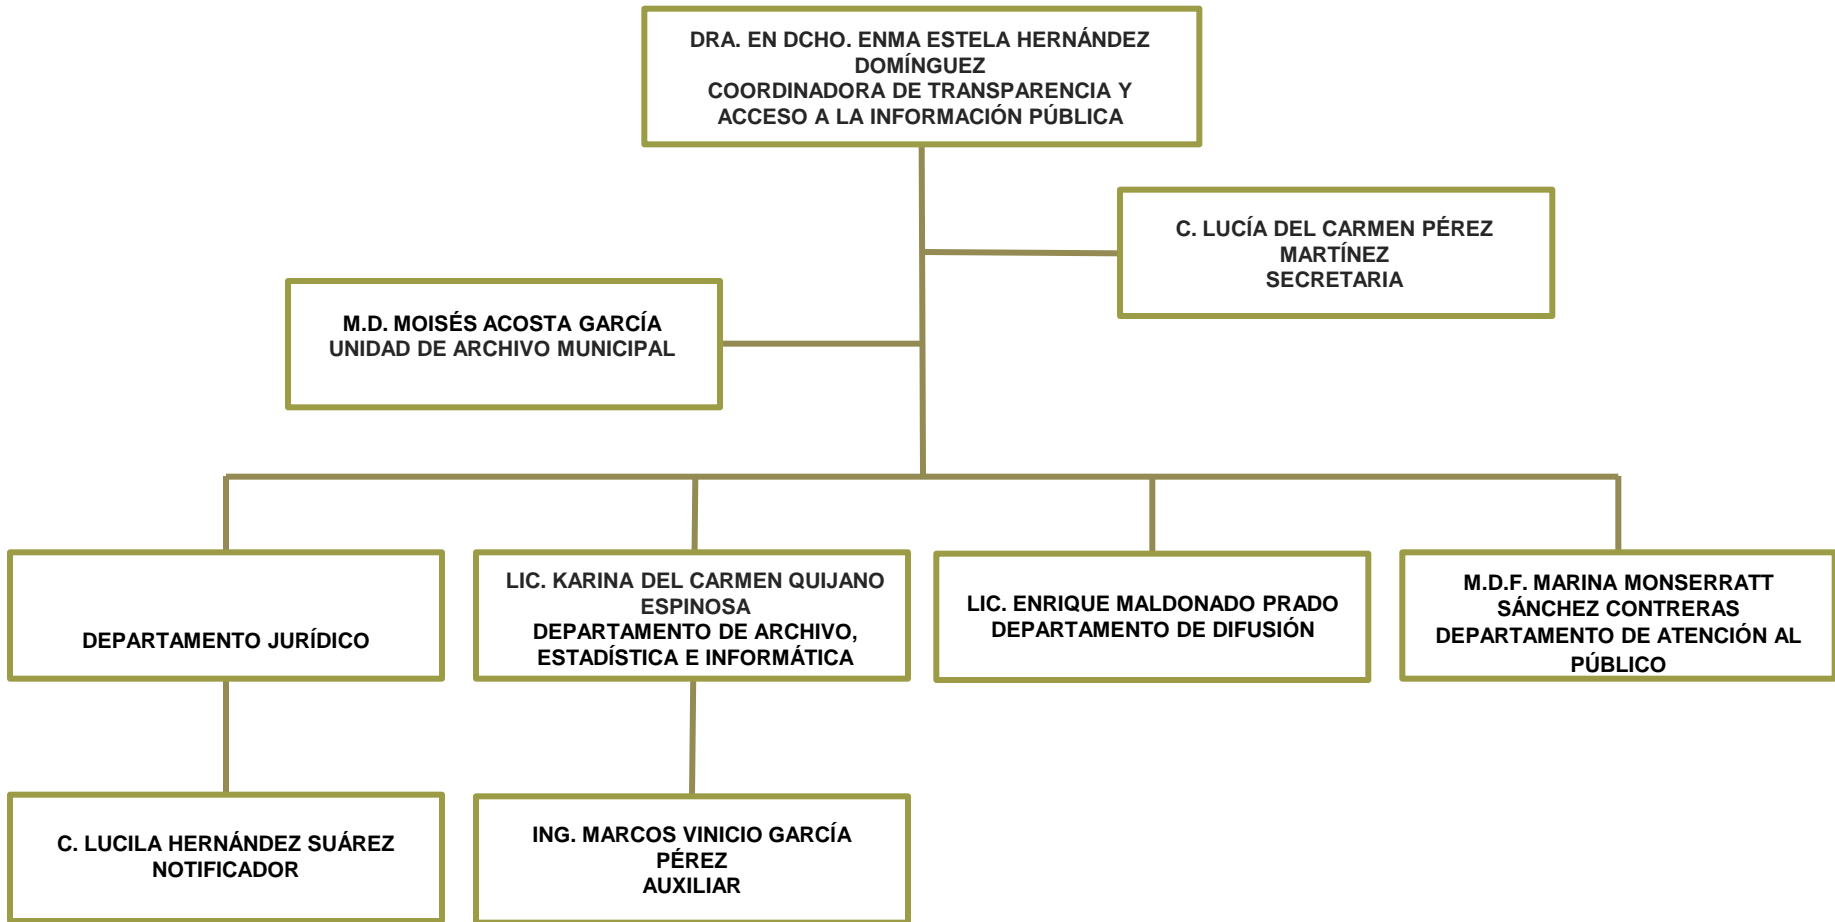 DRA. EN DCHO. ENMA ESTELA HERNÁNDEZ
DOMÍNGUEZ
COORDINADORA DE TRANSPARENCIA Y
ACCESO A LA INFORMACIÓN PÚBLICA
C. LUCÍA DEL CARMEN PÉREZ
MARTÍNEZ
SECRETARIA
M.D. MOISÉS ACOSTA GARCÍA
UNIDAD DE ARCHIVO MUNICIPAL
DEPARTAMENTO JURÍDICO
LIC. KARINA DEL CARMEN QUIJANO
ESPINOSA
DEPARTAMENTO DE ARCHIVO,
ESTADÍSTICA E INFORMÁTICA
LIC. ENRIQUE MALDONADO PRADO
DEPARTAMENTO DE DIFUSIÓN
M.D.F. MARINA MONSERRATT
SÁNCHEZ CONTRERAS
DEPARTAMENTO DE ATENCIÓN AL
PÚBLICO
C. LUCILA HERNÁNDEZ SUÁREZ
NOTIFICADOR
ING. MARCOS VINICIO GARCÍA
PÉREZ
AUXILIAR